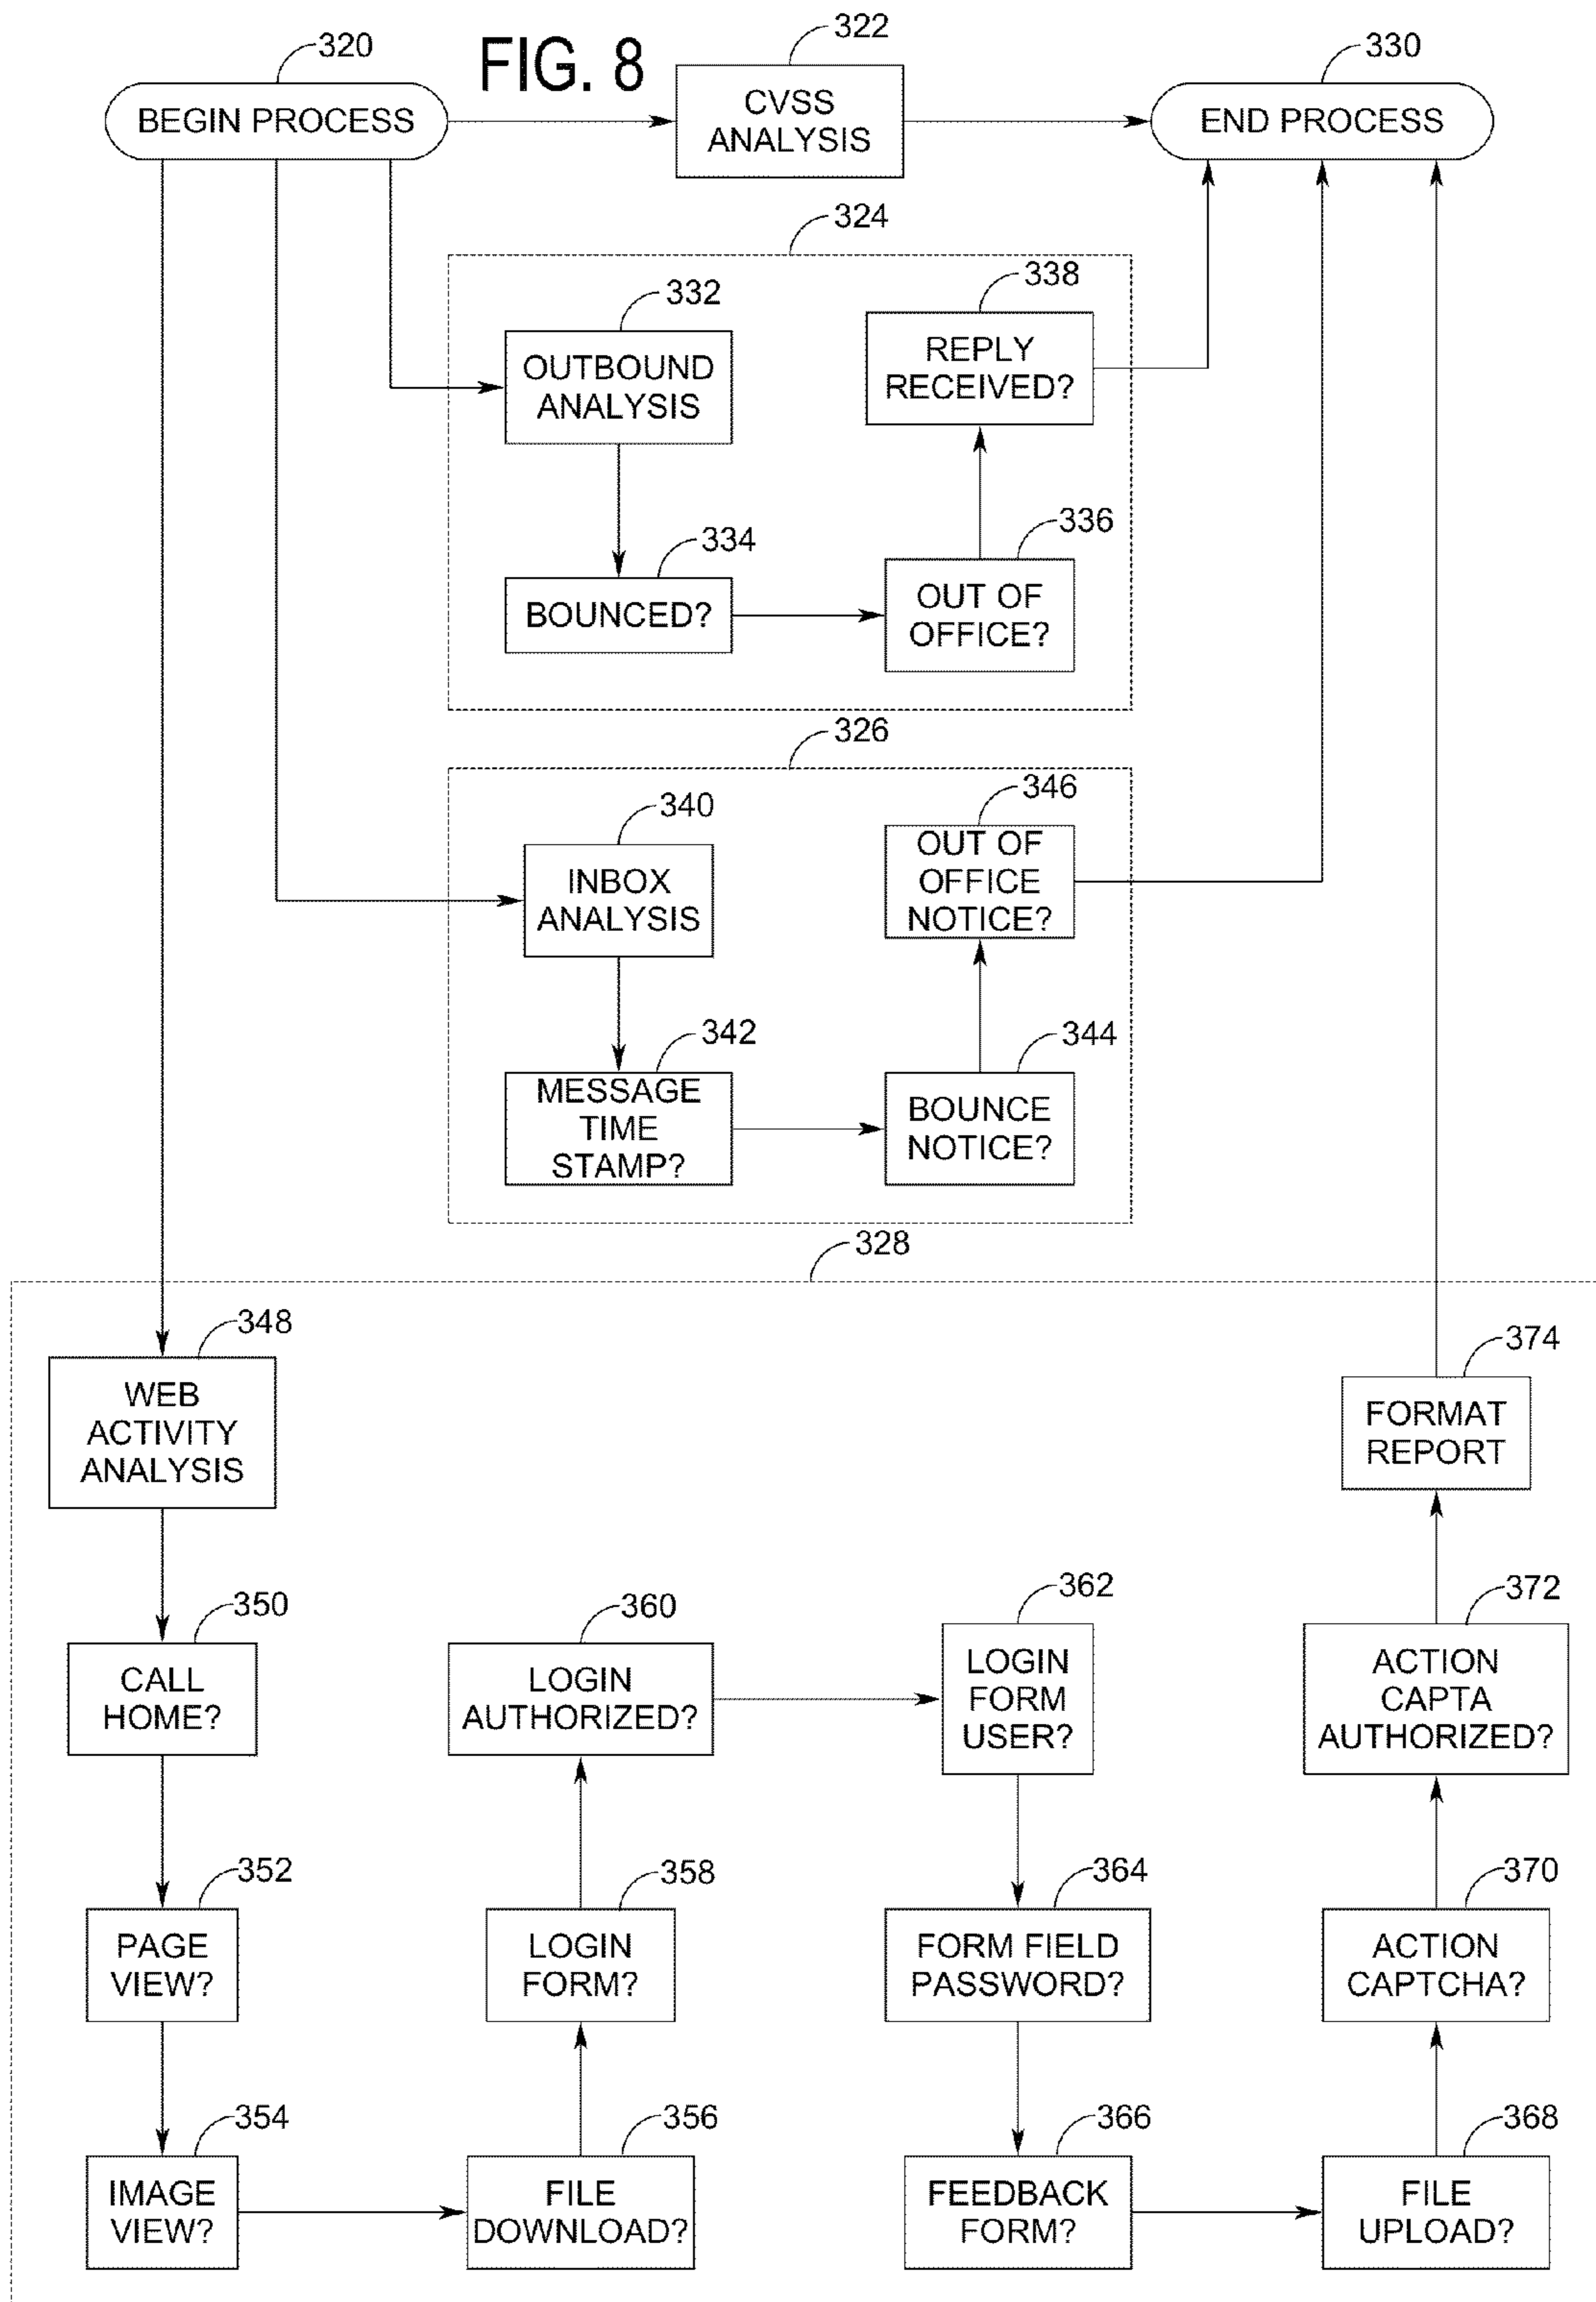 FIG. 8
320
BEGIN PROCESS
322
CVSS
ANALYSIS
330
END PROCESS
324
332
OUTBOUND
ANALYSIS
338
REPLY
RECEIVED?
334
BOUNCED?
336
OUT OF
OFFICE?
326
340
INBOX
ANALYSIS
346
OUT OF
OFFICE
NOTICE?
342
MESSAGE
TIME
STAMP?
344
BOUNCE
NOTICE?
328
348
WEB
ACTIVITY
ANALYSIS
374
FORMAT
REPORT
350
CALL
HOME?
360
LOGIN
AUTHORIZED?
362
LOGIN
FORM
USER?
372
ACTION
CAPTA
AUTHORIZED?
352
PAGE
VIEW?
358
LOGIN
FORM?
364
FORM FIELD
PASSWORD?
370
ACTION
CAPTCHA?
354
IMAGE
VIEW?
356
FILE
DOWNLOAD?
366
FEEDBACK
FORM?
368
FILE
UPLOAD?